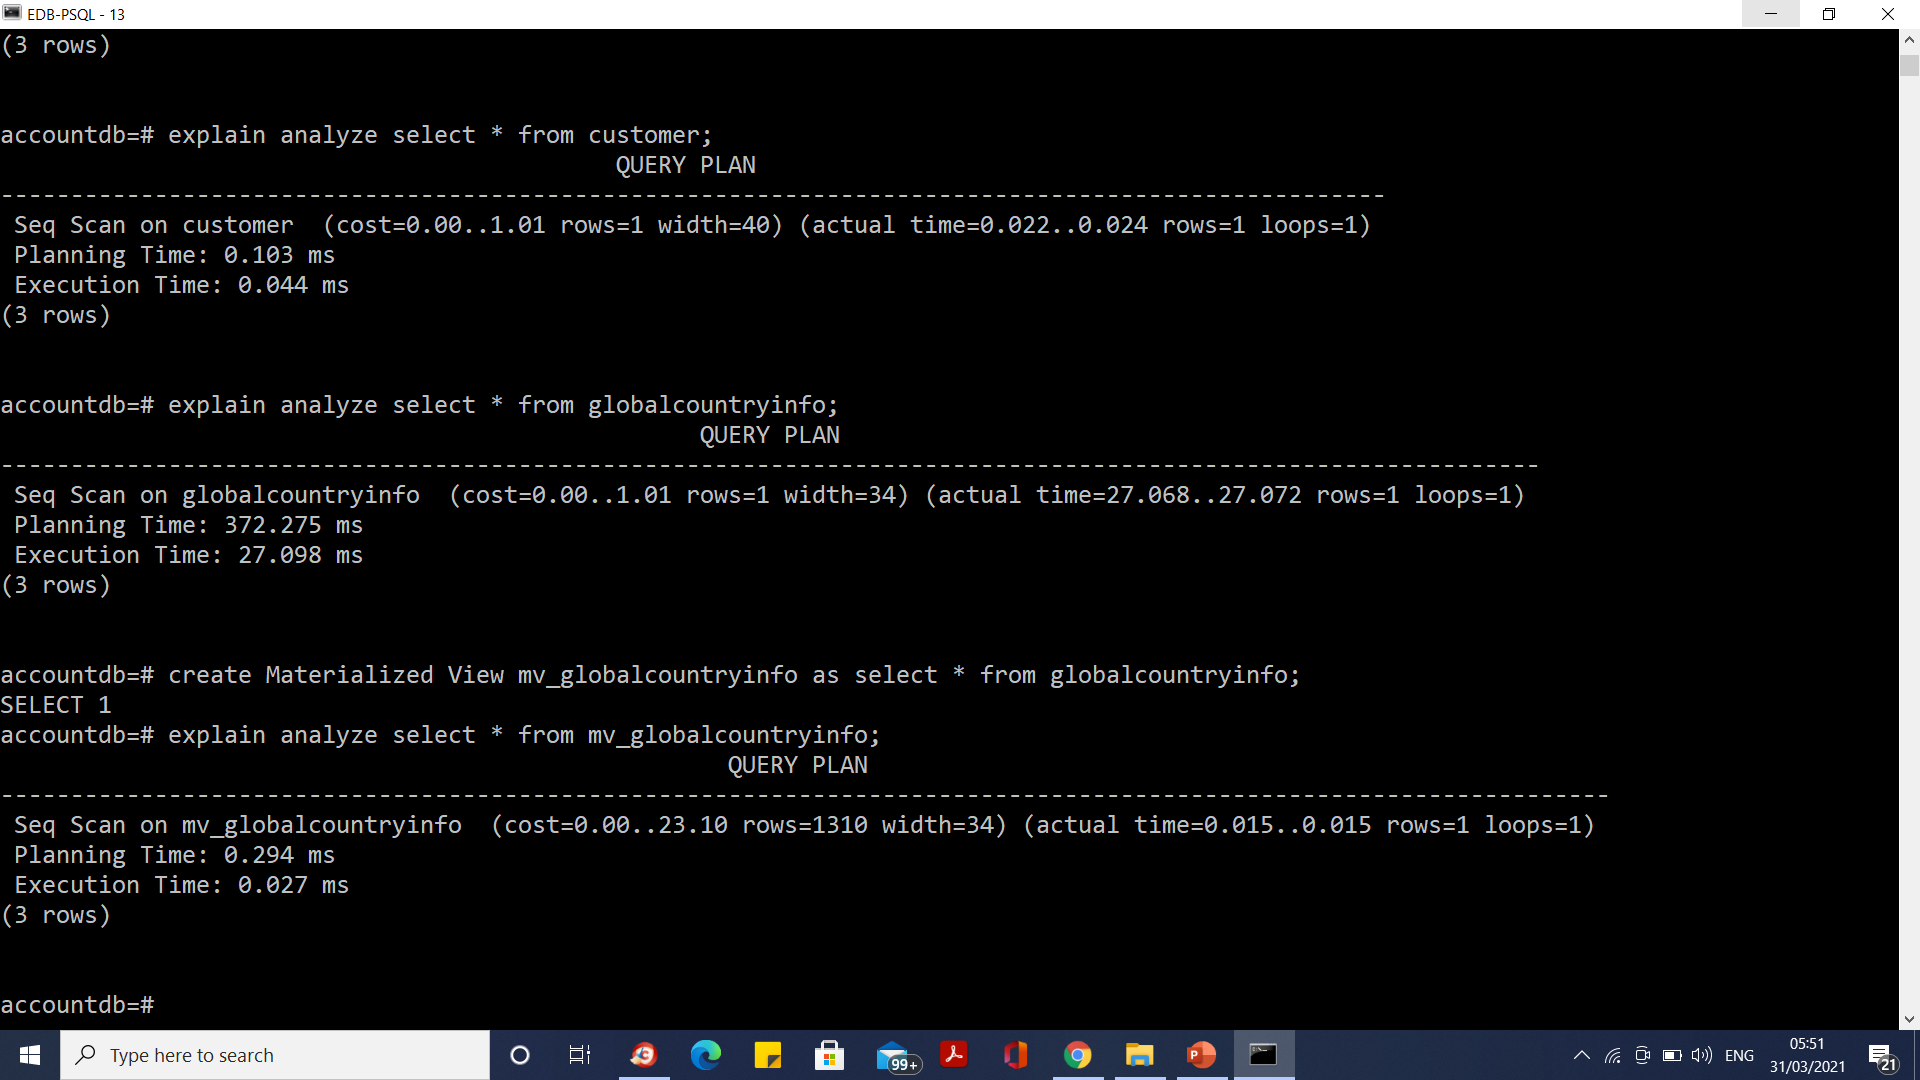 EDB-PSQL - 13
(3 rows)
accountdb=# explain analyze select * from customer;
QUERY PLAN
---------------------------------------------------------------------------------------------------
Seq Scan on customer  (cost=0.00..1.01 rows=1 width=40) (actual time=0.022..0.024 rows=1 loops=1)
Planning Time: 0.103 ms
Execution Time: 0.044 ms
(3 rows)
accountdb=# explain analyze select * from globalcountryinfo;
QUERY PLAN
--------------------------------------------------------------------------------------------------------------
Seq Scan on globalcountryinfo  (cost=0.00..1.01 rows=1 width=34) (actual time=27.068..27.072 rows=1 loops=1)
Planning Time: 372.275 ms
Execution Time: 27.098 ms
(3 rows)
accountdb=# create Materialized View mv_globalcountryinfo as select * from globalcountryinfo;
SELECT 1
accountdb=# explain analyze select * from mv_globalcountryinfo;
QUERY PLAN
-------------------------------------------------------------------------------------------------------------------
Seq Scan on mv_globalcountryinfo  (cost=0.00..23.10 rows=1310 width=34) (actual time=0.015..0.015 rows=1 loops=1)
Planning Time: 0.294 ms
Execution Time: 0.027 ms
(3 rows)
accountdb=#
Type here to search
99+
ENG
05:51
31/03/2021
21